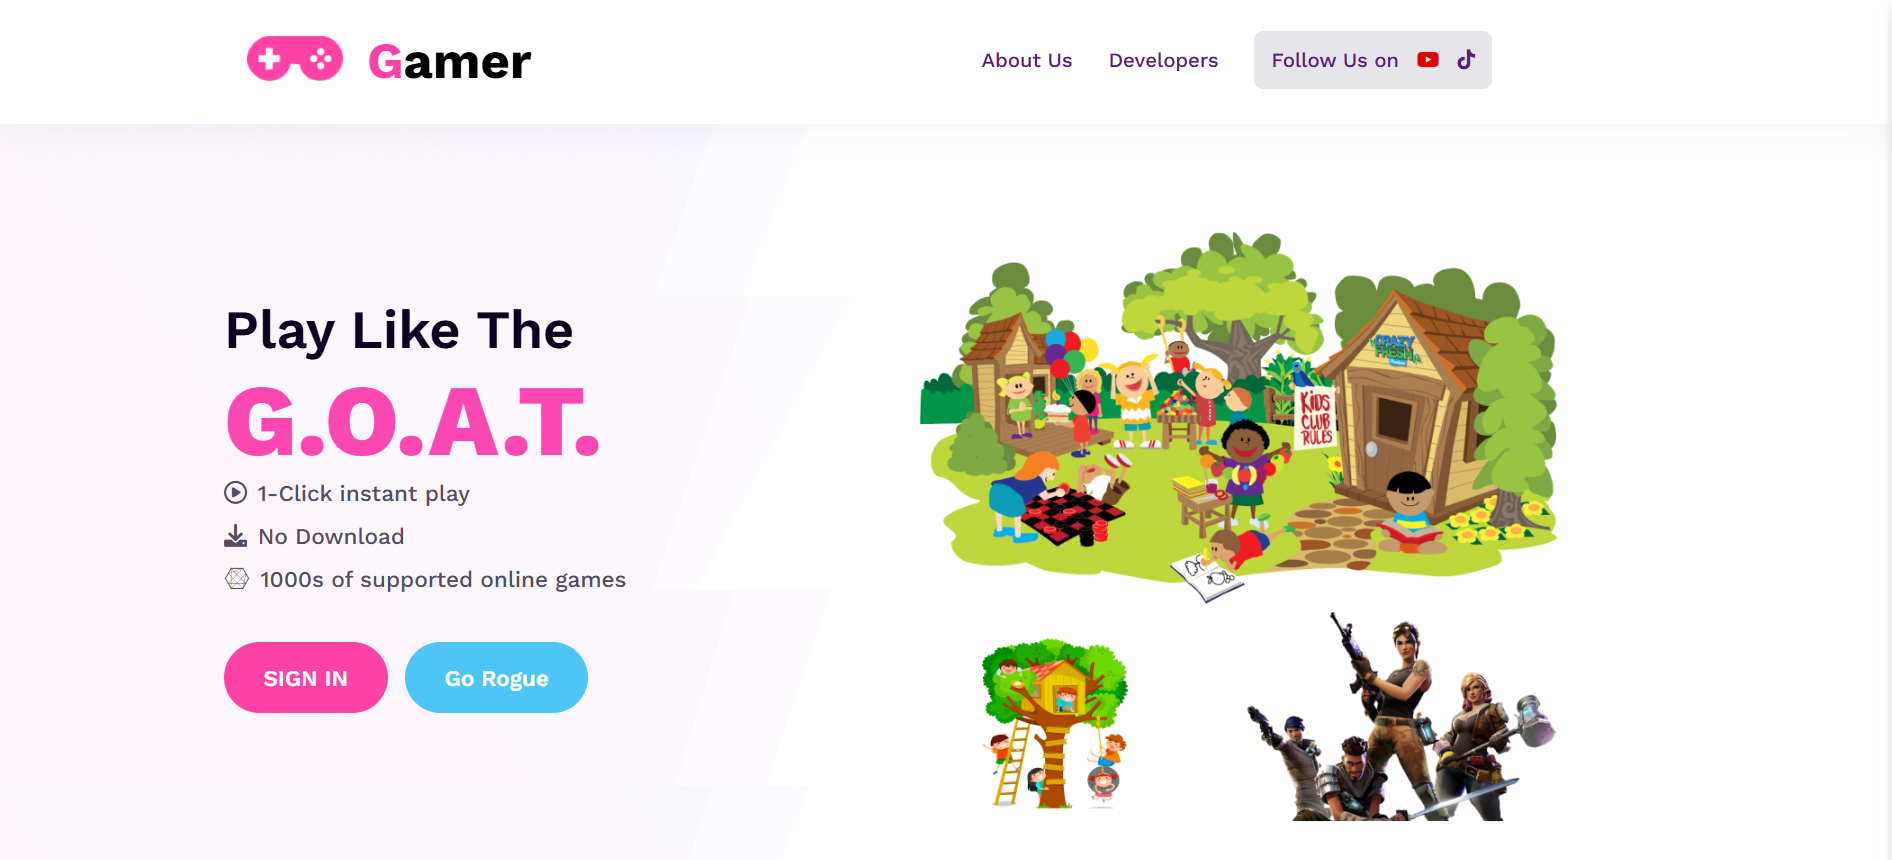 Gamer
About Us
Developers
Follow Us on
Play Like The
G.O.A.T.
1-Click instant play
No Download
1000s of supported online games
SIGN IN
Go Rogue
CRAZY
FRESH
KiDS
CLUB
RULES